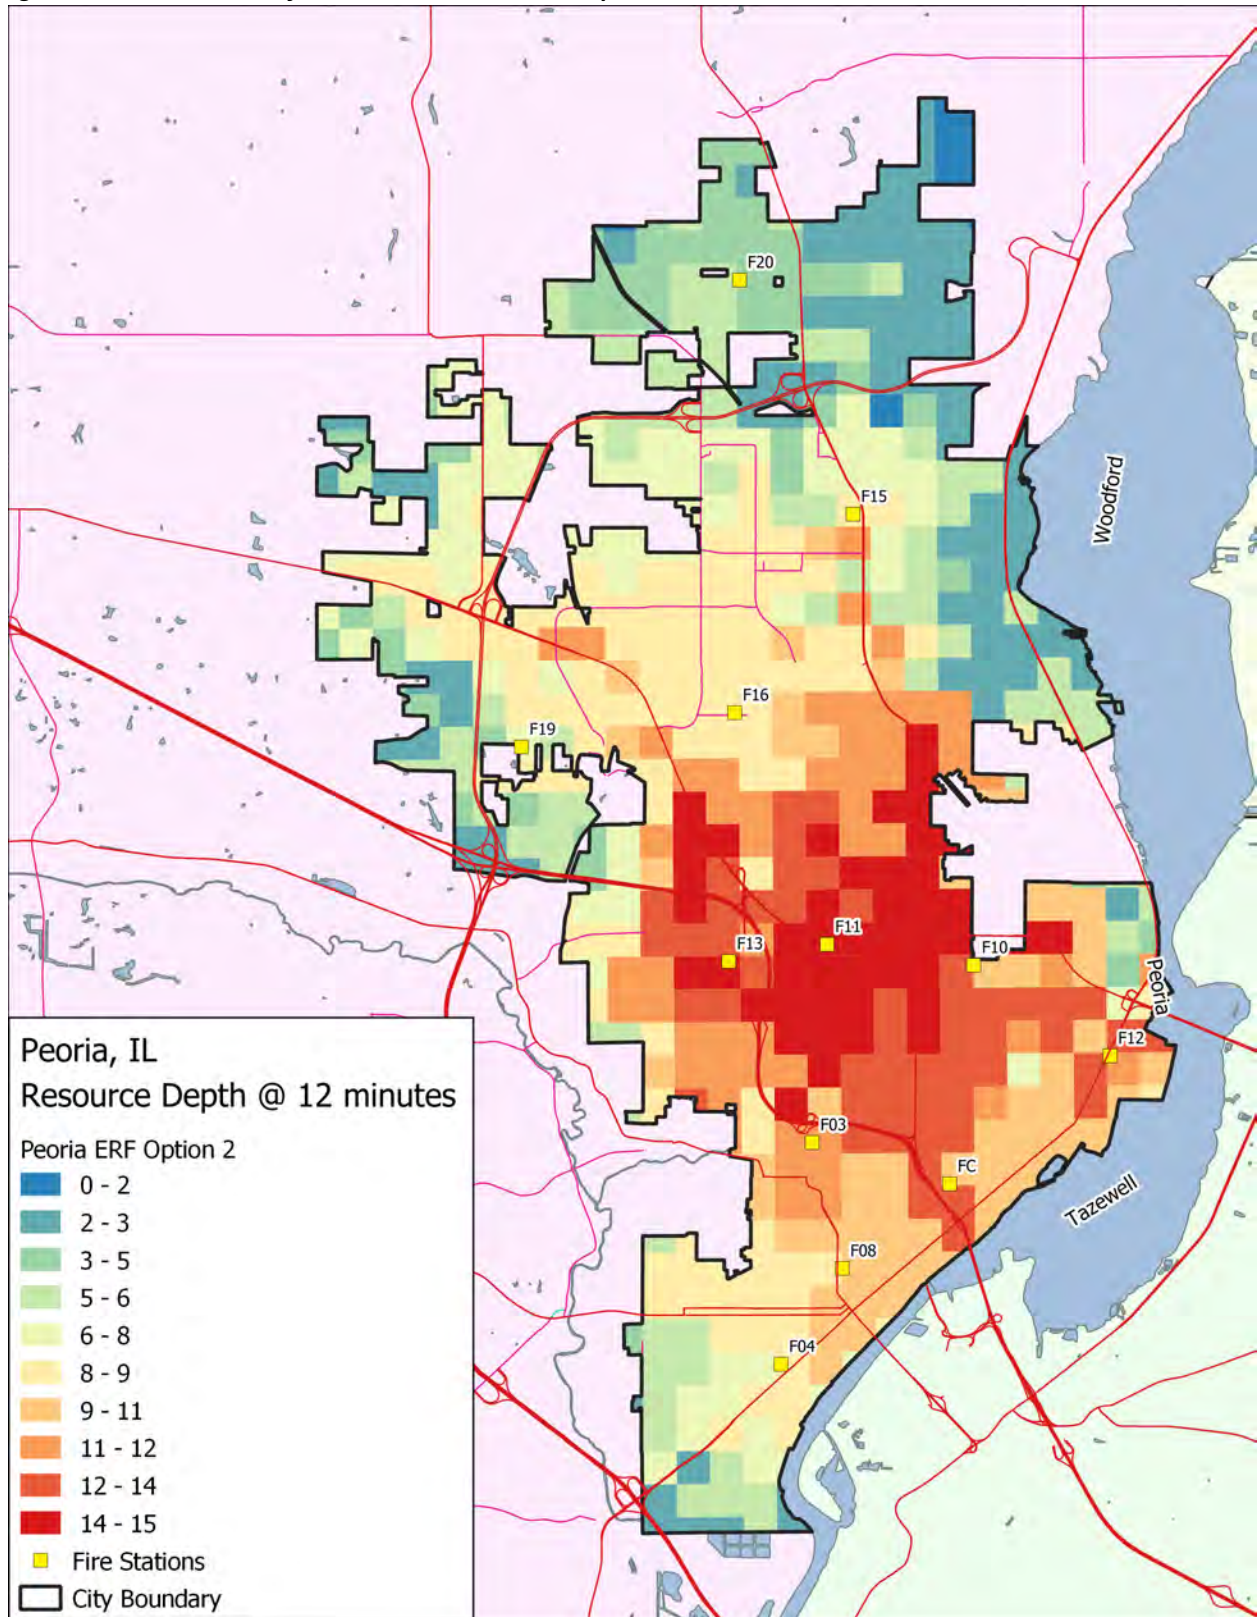 F20
F15
Woodford
F16
F19
F11
F13
F10
Peoria
F12
F03
FC
Tazewell
F08
F04
Peoria, IL
Resource Depth @ 12 minutes
Peoria ERF Option 2
0 - 2
2 - 3
3 - 5
5 - 6
6 - 8
8 - 9
9 - 11
11 - 12
12 - 14
14 - 15
Fire Stations
City Boundary